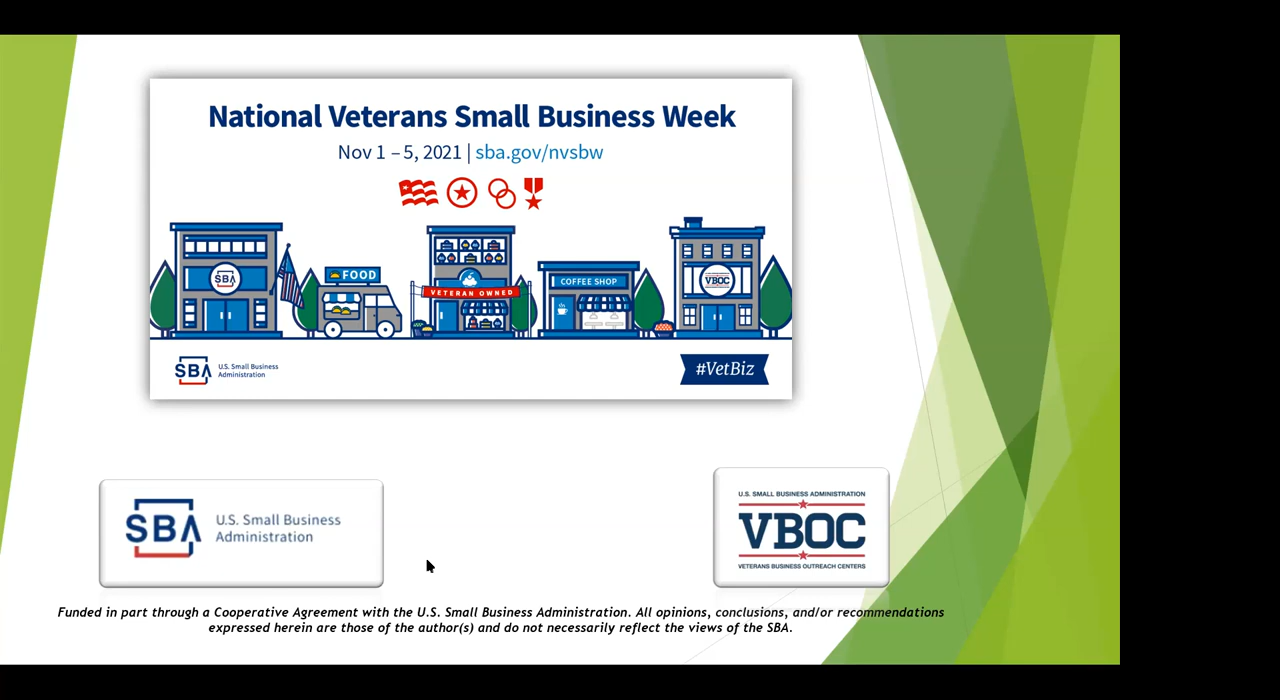 National Veterans Small Business Week
Nov 1 – 5, 2021 | sba.gov/nvsbw
SBA
FOOD
VETERAN OWNED
COFFEE SHOP
VBOC
SBA U.S. Small Business
Administration
#VetBiz
SBA U.S. Small Business
Administration
U.S. SMALL BUSINESS ADMINISTRATION
VBOC
VETERANS BUSINESS OUTREACH CENTERS
Funded in part through a Cooperative Agreement with the U.S. Small Business Administration. All opinions, conclusions, and/or recommendations
expressed herein are those of the author(s) and do not necessarily reflect the views of the SBA.